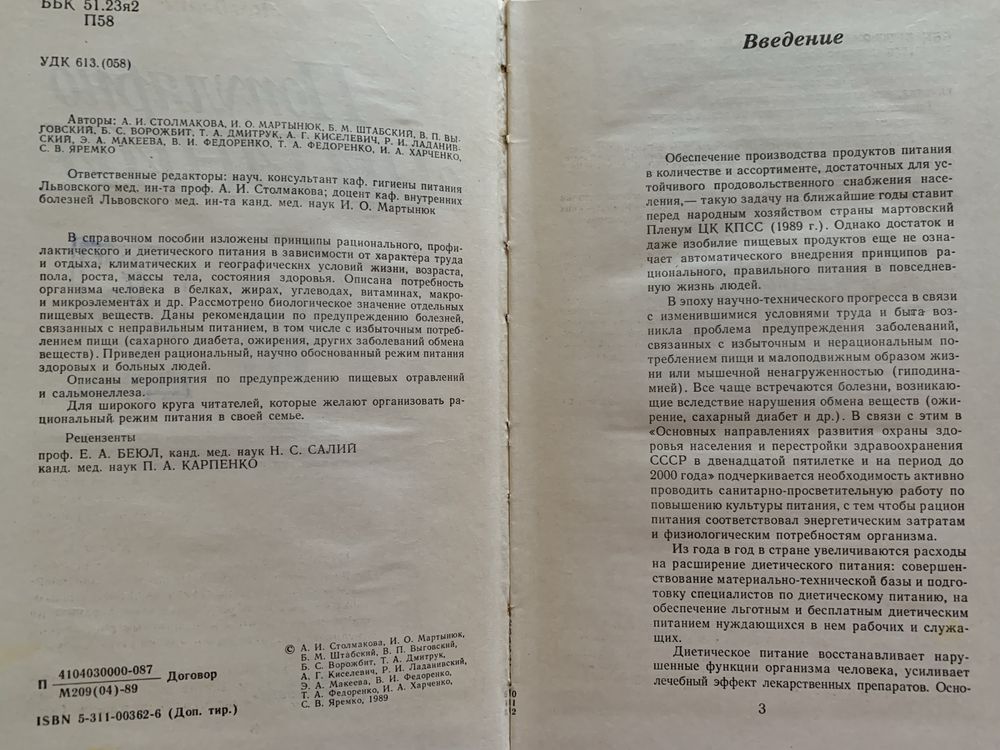 ББК 51.23я2
П58
УДК 613.(058)
Авторы: А. И. СТОЛМАКОВА, И. О. МАРТЫНЮК, Б. М. ШТАБСКИЙ, В. П. ВЫ-
ГОВСКИЙ, Б. С. ВОРОЖБИТ, Т. А. ДМИТРУК, А. Г. КИСЕЛЕВИЧ, Р. И. ЛАДАНИВ-
СКИЙ, Э. А. МАКЕЕВА, В. И. ФЕДОРЕНКО, Т. А. ФЕДОРЕНКО, И. А. ХАРЧЕНКО,
С. В. ЯРЕМКО
Ответственные редакторы: науч. консультант каф. гигиены питания
Львовского мед. ин-та проф. А. И. Столмакова; доцент каф. внутренних
болезней Львовского мед. ин-та канд. мед. наук И. О. Мартынюк
В справочном пособии изложены принципы рационального, профи-
лактического и диетического питания в зависимости от характера труда
и отдыха, климатических и географических условий жизни, возраста,
пола, роста, массы тела, состояния здоровья. Описана потребность
организма человека в белках, жирах, углеводах, витаминах, макро-
и микроэлементах и др. Рассмотрено биологическое значение отдельных
пищевых веществ. Даны рекомендации по предупреждению болезней,
связанных с неправильным питанием, в том числе с избыточным потреб-
лением пищи (сахарного диабета, ожирения, других заболеваний обмена
веществ). Приведен рациональный, научно обоснованный режим питания
здоровых и больных людей.
Описаны мероприятия по предупреждению пищевых отравлений
и сальмонеллеза.
Для широкого круга читателей, которые желают организовать ра-
циональный режим питания в своей семье.
Рецензенты
проф. Е. А. БЕЮЛ, канд. мед. наук Н. С. САЛИЙ
канд. мед. наук П. А. КАРПЕНКО
П 4104030000-087 Договор
М209(04)-89
ISBN 5-311-00362-6 (Доп. тир.)
© А. И. Столмакова, И. О. Мартынюк,
Б. М. Штабский, В. П. Выговский,
Б. С. Ворожбит, Т. А. Дмитрук,
А. Г. Киселевич, Р. И. Ладанивский,
Э. А. Макеева, В. И. Федоренко,
Т. А. Федоренко, И. А. Харченко,
С. В. Яремко, 1989
Введение
Обеспечение производства продуктов питания
в количестве и ассортименте, достаточных для ус-
тойчивого продовольственного снабжения насе-
ления,— такую задачу на ближайшие годы ставит
перед народным хозяйством страны мартовский
Пленум ЦК КПСС (1989 г.). Однако достаток и
даже изобилие пищевых продуктов еще не озна-
чает автоматического внедрения принципов ра-
ционального, правильного питания в повседнев-
ную жизнь людей.
В эпоху научно-технического прогресса в связи
с изменившимися условиями труда и быта воз-
никла проблема предупреждения заболеваний,
связанных с избыточным и нерациональным по-
треблением пищи и малоподвижным образом жиз-
ни или мышечной ненагруженностью (гиподина-
мией). Все чаще встречаются болезни, возникаю-
щие вследствие нарушения обмена веществ (ожи-
рение, сахарный диабет и др.). В связи с этим в
«Основных направлениях развития охраны здо-
ровья населения и перестройки здравоохранения
СССР в двенадцатой пятилетке и на период до
2000 года» подчеркивается необходимость активно
проводить санитарно-просветительную работу по
повышению культуры питания, с тем чтобы рацион
питания соответствовал энергетическим затратам
и физиологическим потребностям организма.
Из года в год в стране увеличиваются расходы
на расширение диетического питания: совершен-
ствование материально-технической базы и подго-
товку специалистов по диетическому питанию, на
обеспечение льготным и бесплатным диетическим
питанием нуждающихся в нем рабочих и служа-
щих.
Диетическое питание восстанавливает нару-
шенные функции организма человека, усиливает
лечебный эффект лекарственных препаратов. Осно-
3